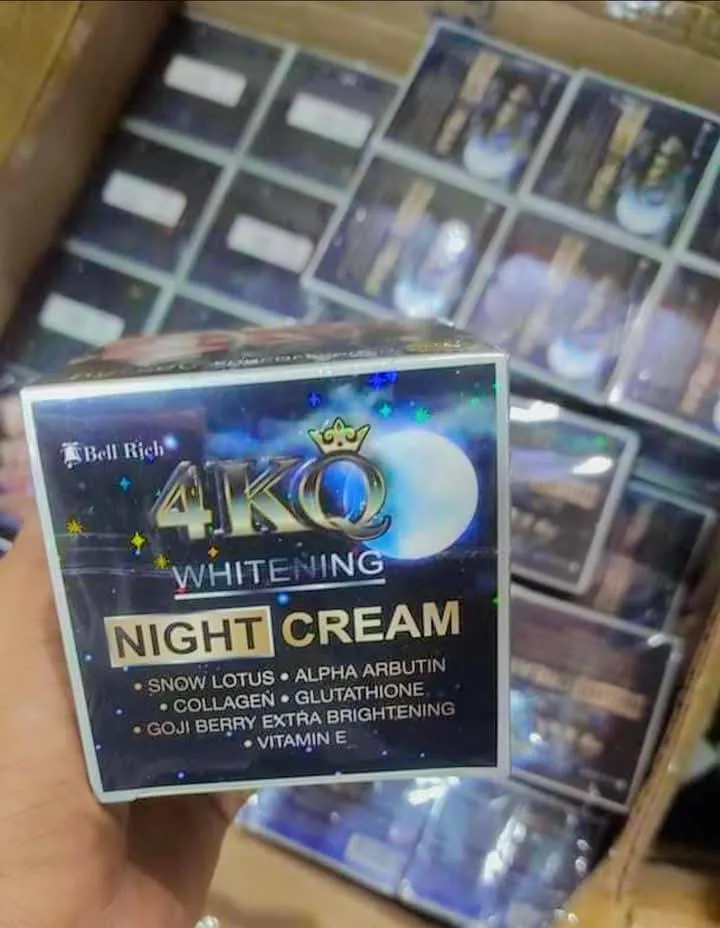 Bell Rich
4KQ
WHITENING
NIGHT CREAM
• SNOW LOTUS • ALPHA ARBUTIN
• COLLAGEN • GLUTATHIONE
• GOJI BERRY EXTRA BRIGHTENING
• VITAMIN E